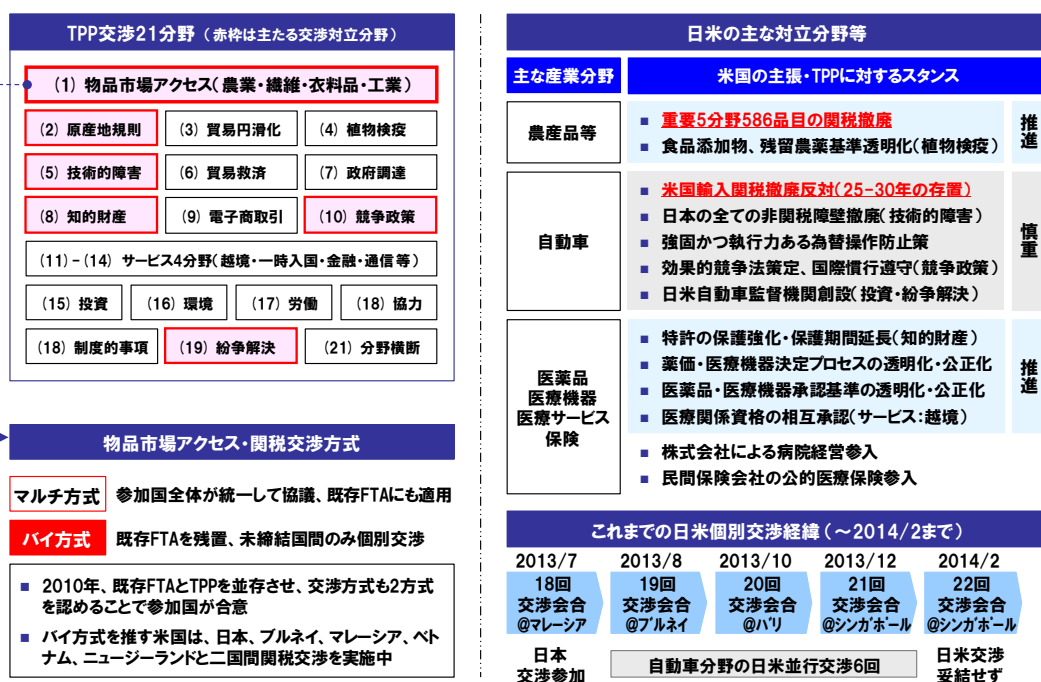 TPP交渉21分野（赤枠は主たる交渉対立分野）
(1) 物品市場アクセス（農業・繊維・衣料品・工業）
(2) 原産地規則
(3) 貿易円滑化
(4) 植物検疫
(5) 技術的障害
(6) 貿易救済
(7) 政府調達
(8) 知的財産
(9) 電子商取引
(10) 競争政策
(11)-(14) サービス4分野（越境・一時入国・金融・通信等）
(15) 投資
(16) 環境
(17) 労働
(18) 協力
(18) 制度的事項
(19) 紛争解決
(21) 分野横断
物品市場アクセス・関税交渉方式
マルチ方式 参加国全体が統一して協議、既存FTAにも適用
バイ方式 既存FTAを残置、未締結国間のみ個別交渉
■ 2010年、既存FTAとTPPを並存させ、交渉方式も2方式
を認めることで参加国が合意
■ バイ方式を推す米国は、日本、ブルネイ、マレーシア、ベト
ナム、ニュージーランドと二国間関税交渉を実施中
日米の主な対立分野等
主な産業分野
米国の主張・TPPに対するスタンス
農産品等
■ 重要5分野586品目の関税撤廃
■ 食品添加物、残留農薬基準透明化（植物検疫）
推進
自動車
■ 米国輸入関税撤廃反対（25-30年の存置）
■ 日本の全ての非関税障壁撤廃（技術的障害）
■ 強固かつ執行力ある為替操作防止策
■ 効果的競争法策定、国際慣行遵守（競争政策）
■ 日米自動車監督機関創設（投資・紛争解決）
慎重
医薬品
医療機器
医療サービス
保険
■ 特許の保護強化・保護期間延長（知的財産）
■ 薬価・医療機器決定プロセスの透明化・公正化
■ 医薬品・医療機器承認基準の透明化・公正化
■ 医療関係資格の相互承認（サービス：越境）
推進
■ 株式会社による病院経営参入
■ 民間保険会社の公的医療保険参入
これまでの日米個別交渉経緯（～2014/2まで）
2013/7 2013/8 2013/10 2013/12 2014/2
18回 19回 20回 21回 22回
交渉会合 交渉会合 交渉会合 交渉会合 交渉会合
@マレーシア @ブルネイ @バリ @シンガポール @シンガポール
日本
交渉参加
自動車分野の日米並行交渉6回
日米交渉
妥結せず